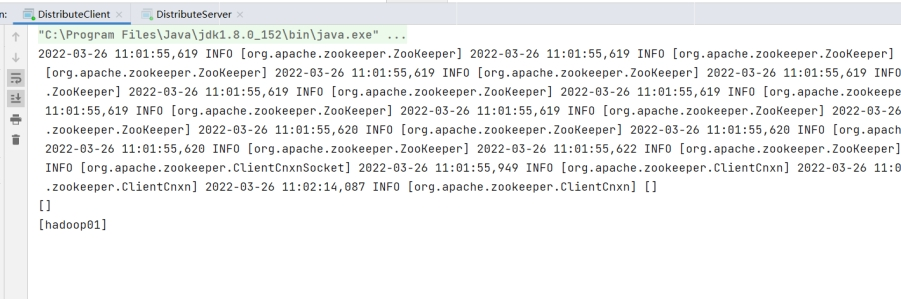 n: DistributeClient × DistributeServer ×
"C:\Program Files\Java\jdk1.8.0_152\bin\java.exe" ...
2022-03-26 11:01:55,619 INFO [org.apache.zookeeper.ZooKeeper] 2022-03-26 11:01:55,619 INFO [org.apache.zookeeper.ZooKeeper]
[org.apache.zookeeper.ZooKeeper] 2022-03-26 11:01:55,619 INFO [org.apache.zookeeper.ZooKeeper] 2022-03-26 11:01:55,619 INFO
.ZooKeeper] 2022-03-26 11:01:55,619 INFO [org.apache.zookeeper.ZooKeeper] 2022-03-26 11:01:55,619 INFO [org.apache.zookeepe
11:01:55,619 INFO [org.apache.zookeeper.ZooKeeper] 2022-03-26 11:01:55,619 INFO [org.apache.zookeeper.ZooKeeper] 2022-03-26
.zookeeper.ZooKeeper] 2022-03-26 11:01:55,620 INFO [org.apache.zookeeper.ZooKeeper] 2022-03-26 11:01:55,620 INFO [org.apach
2022-03-26 11:01:55,620 INFO [org.apache.zookeeper.ZooKeeper] 2022-03-26 11:01:55,622 INFO [org.apache.zookeeper.ZooKeeper]
INFO [org.apache.zookeeper.ClientCnxnSocket] 2022-03-26 11:01:55,949 INFO [org.apache.zookeeper.ClientCnxn] 2022-03-26 11:0
.zookeeper.ClientCnxn] 2022-03-26 11:02:14,087 INFO [org.apache.zookeeper.ClientCnxn] []
[]
[hadoop01]